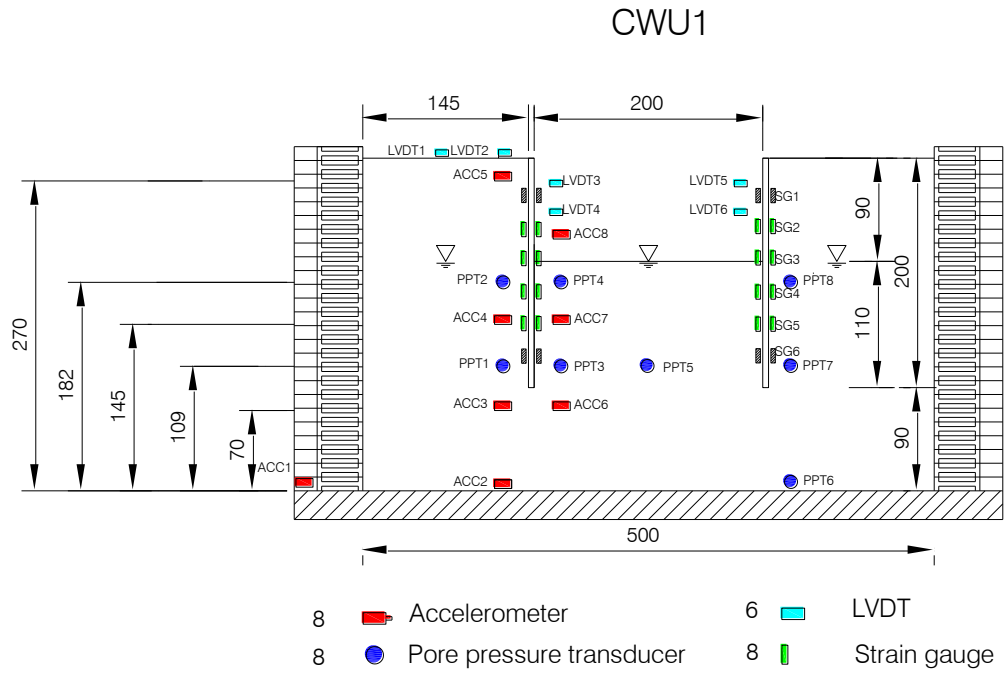 CWU1
145 200
LVDT1 LVDT2
ACC5
LVDT3 LVDT5
SG1
LVDT4 LVDT6
90
ACC8 SG2
SG3
200
PPT2 PPT4 PPT8
SG4
270
ACC4 ACC7 SG5
110
SG6
PPT1 PPT3 PPT5 PPT7
182
145
109
ACC3 ACC6
70
90
ACC1
ACC2 PPT6
500
8 Accelerometer 6 LVDT
8 Pore pressure transducer 8 Strain gauge